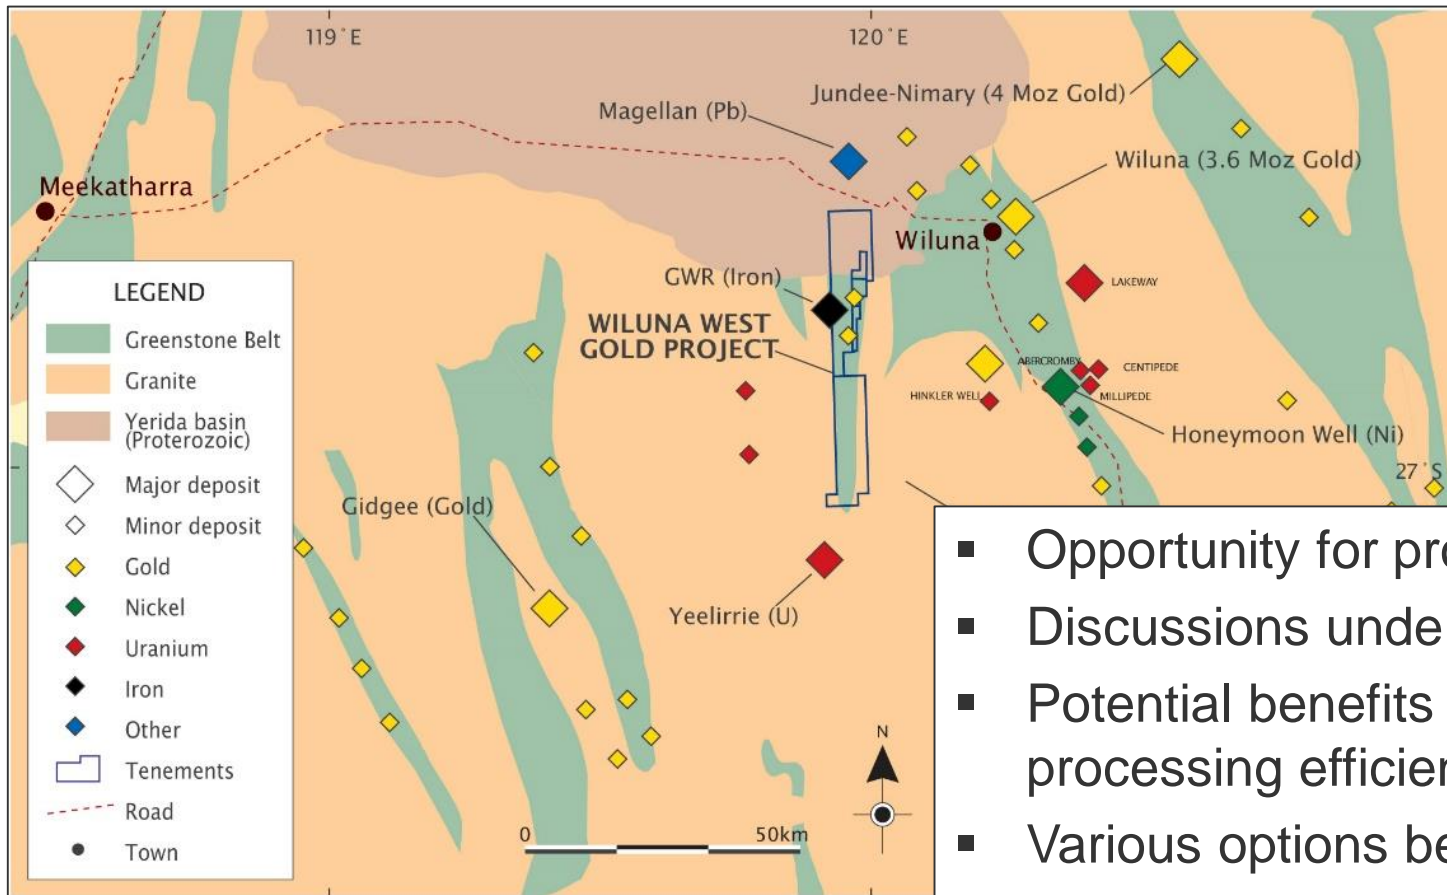 119°E
120°E
Jundee-Nimary (4 Moz Gold)
Magellan (Pb)
Wiluna (3.6 Moz Gold)
Meekatharra
Wiluna
GWR (Iron)
LAKEWAY
WILUNA WEST
GOLD PROJECT
ABERCROMBY
CENTIPEDE
HINKLER WELL
MILLIPEDE
Honeymoon Well (Ni)
27°S
Gidgee (Gold)
Yeelirrie (U)
N
0
50km
LEGEND
Greenstone Belt
Granite
Yerida basin
(Proterozoic)
Major deposit
Minor deposit
Gold
Nickel
Uranium
Iron
Other
Tenements
Road
Town
▪ Opportunity for pro
▪ Discussions unde
▪ Potential benefits
processing efficien
▪ Various options be